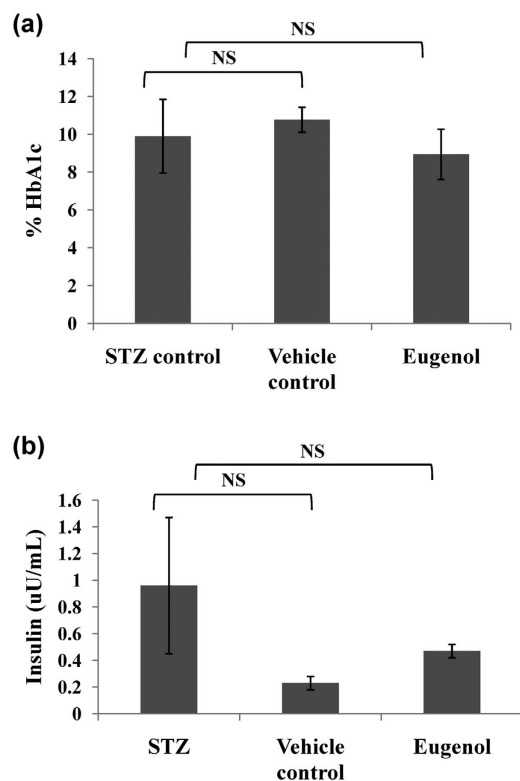 (a)
NS
NS
% HbA1c
14
12
10
8
6
4
2
0
STZ control
Vehicle
control
Eugenol
(b)
NS
NS
Insulin (uU/mL)
1.6
1.4
1.2
1
0.8
0.6
0.4
0.2
0
STZ
Vehicle
control
Eugenol